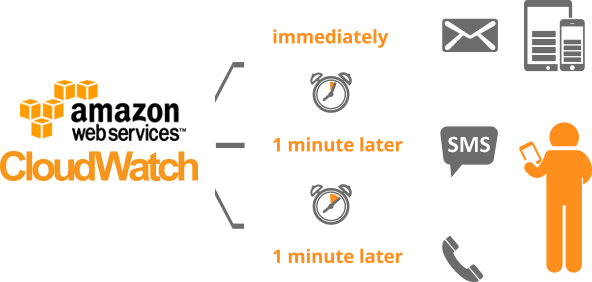 immediately
amazon
web services™
CloudWatch
1 minute later
SMS
1 minute later